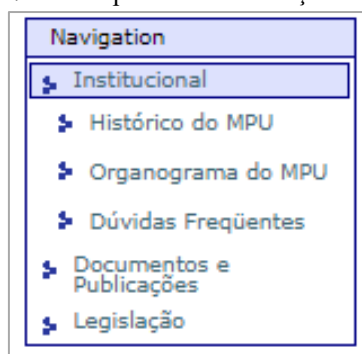 Navigation
Institucional
Histórico do MPU
Organograma do MPU
Dúvidas Freqüentes
Documentos e
Publicações
Legislação